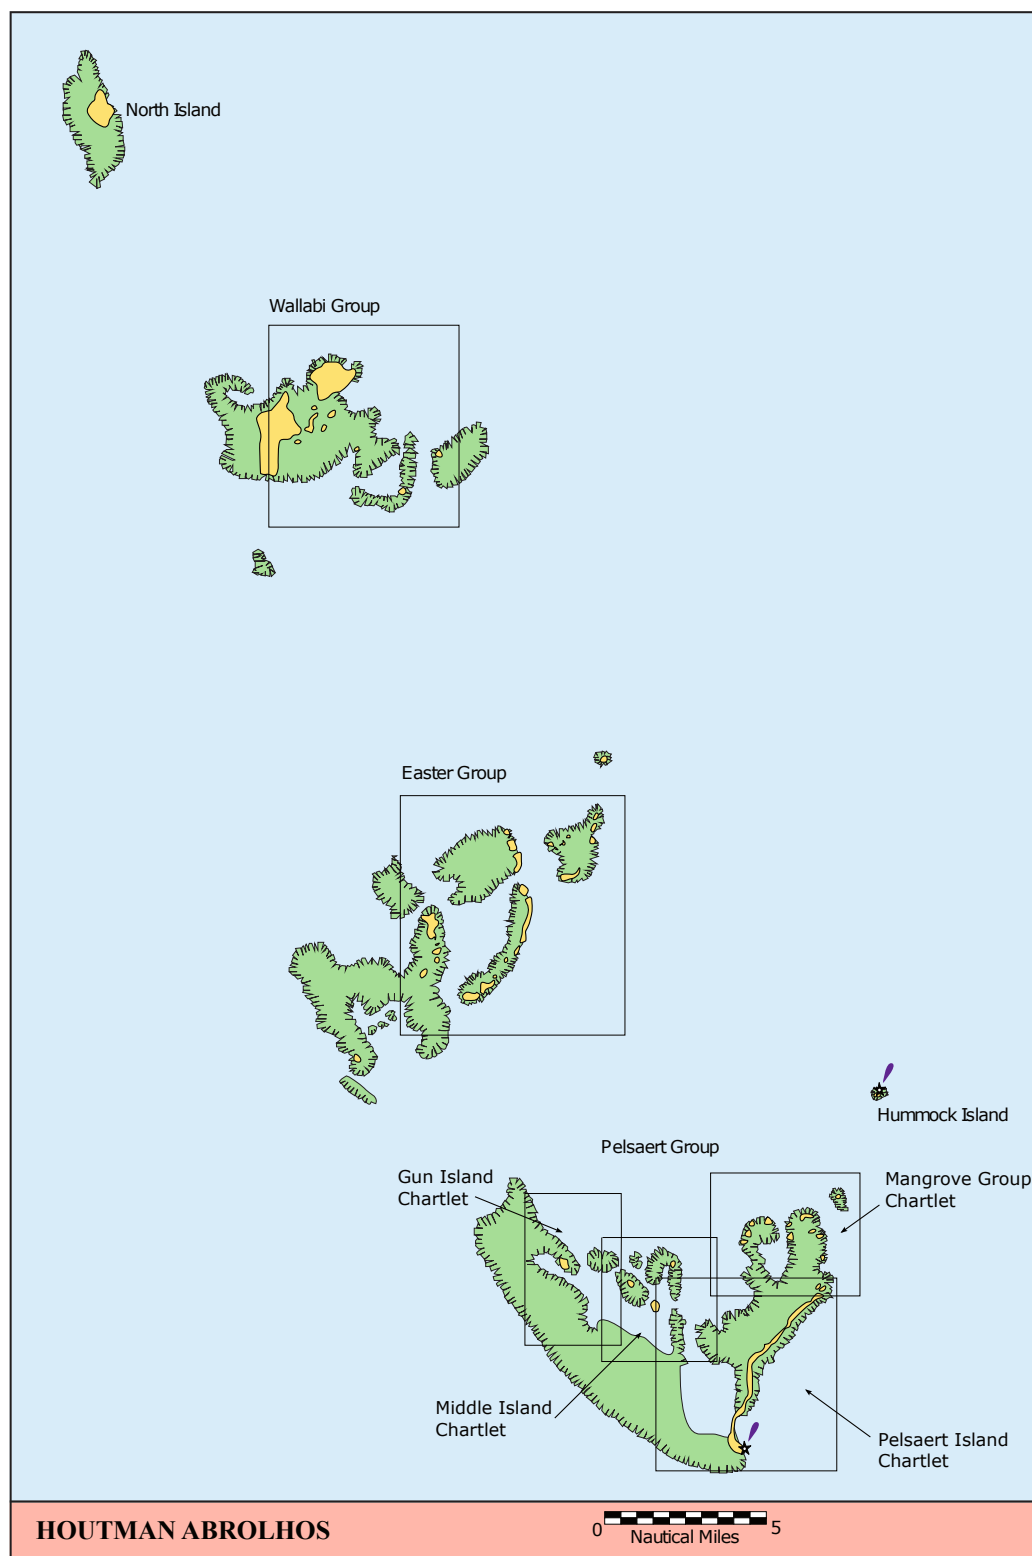 North Island
Wallabi Group
Easter Group
Hummock Island
Pelsaert Group
Gun Island
Chartlet
Mangrove Group
Chartlet
Middle Island
Chartlet
Pelsaert Island
Chartlet
HOUTMAN ABROLHOS
0 5
Nautical Miles